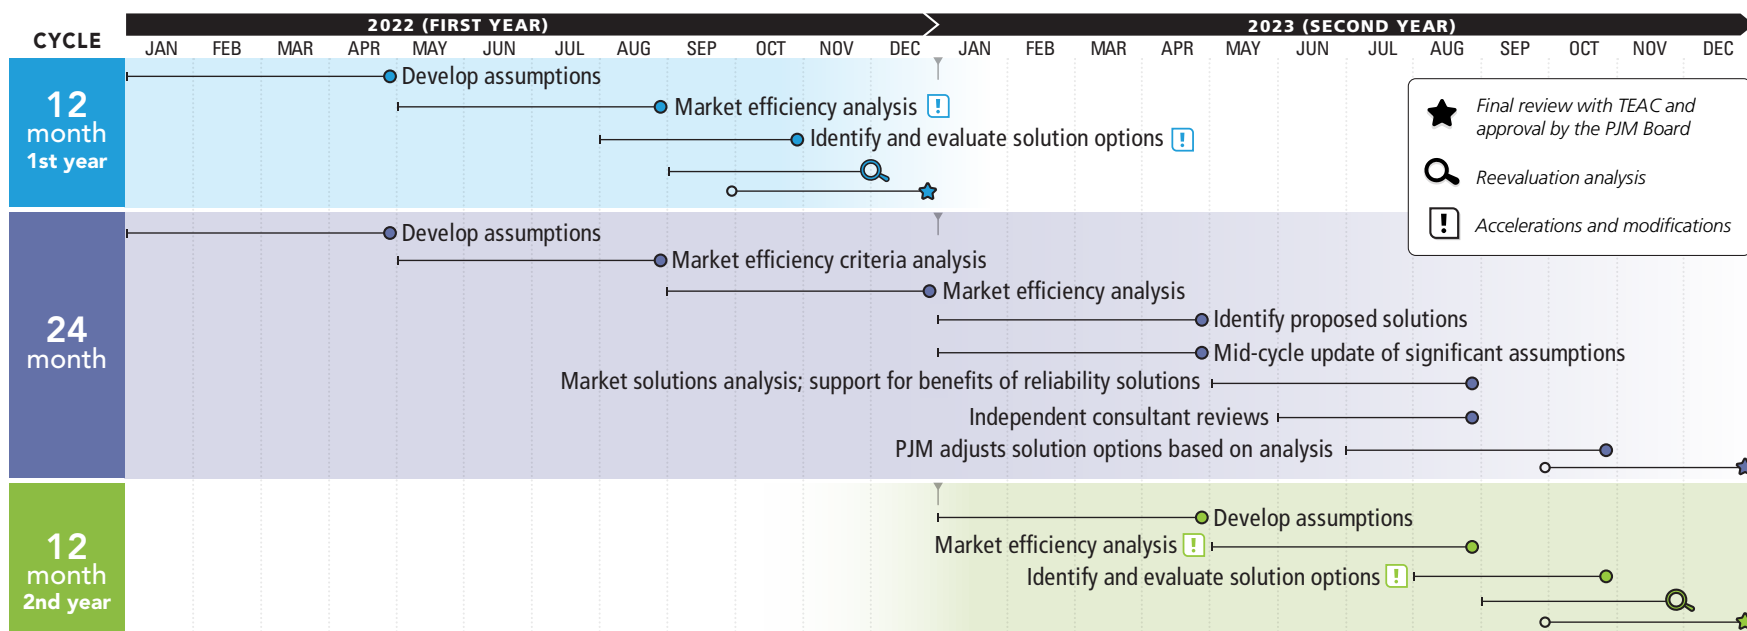 2022 (FIRST YEAR)
2023 (SECOND YEAR)
CYCLE
JAN FEB MAR APR MAY JUN JUL AUG SEP OCT NOV DEC JAN FEB MAR APR MAY JUN JUL AUG SEP OCT NOV DEC
12
month
1st year
Develop assumptions
Market efficiency analysis !
Identify and evaluate solution options !
Final review with TEAC and
approval by the PJM Board
Reevaluation analysis
! Accelerations and modifications
24
month
Develop assumptions
Market efficiency criteria analysis
Market efficiency analysis
Identify proposed solutions
Mid-cycle update of significant assumptions
Market solutions analysis; support for benefits of reliability solutions
Independent consultant reviews
PJM adjusts solution options based on analysis
12
month
2nd year
Develop assumptions
Market efficiency analysis !
Identify and evaluate solution options !